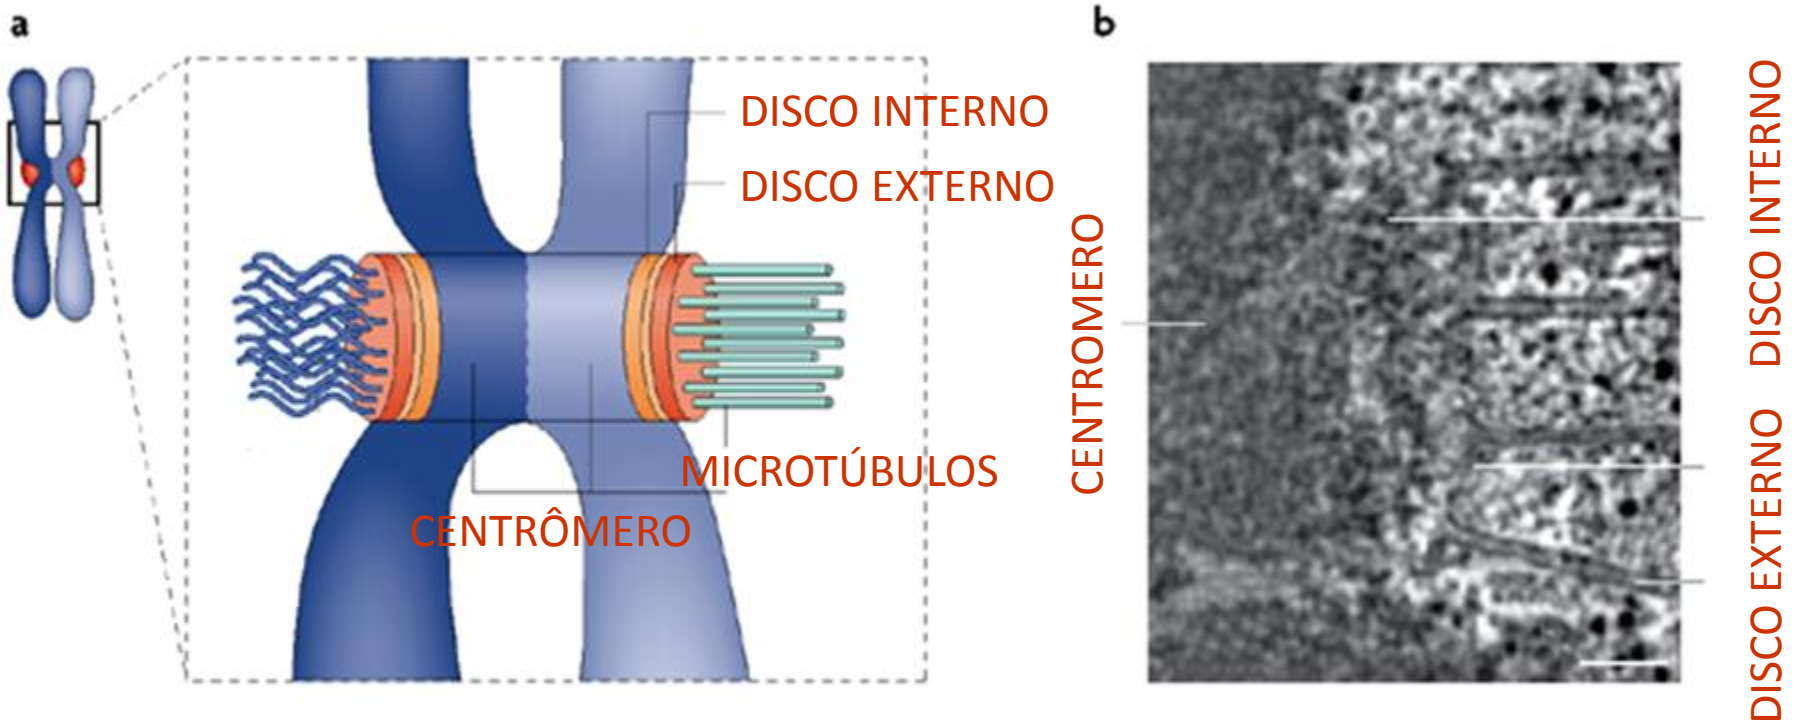 a
DISCO INTERNO
DISCO EXTERNO
MICROTÚBULOS
CENTRÔMERO
b
CENTROMERO
DISCO INTERNO
DISCO EXTERNO